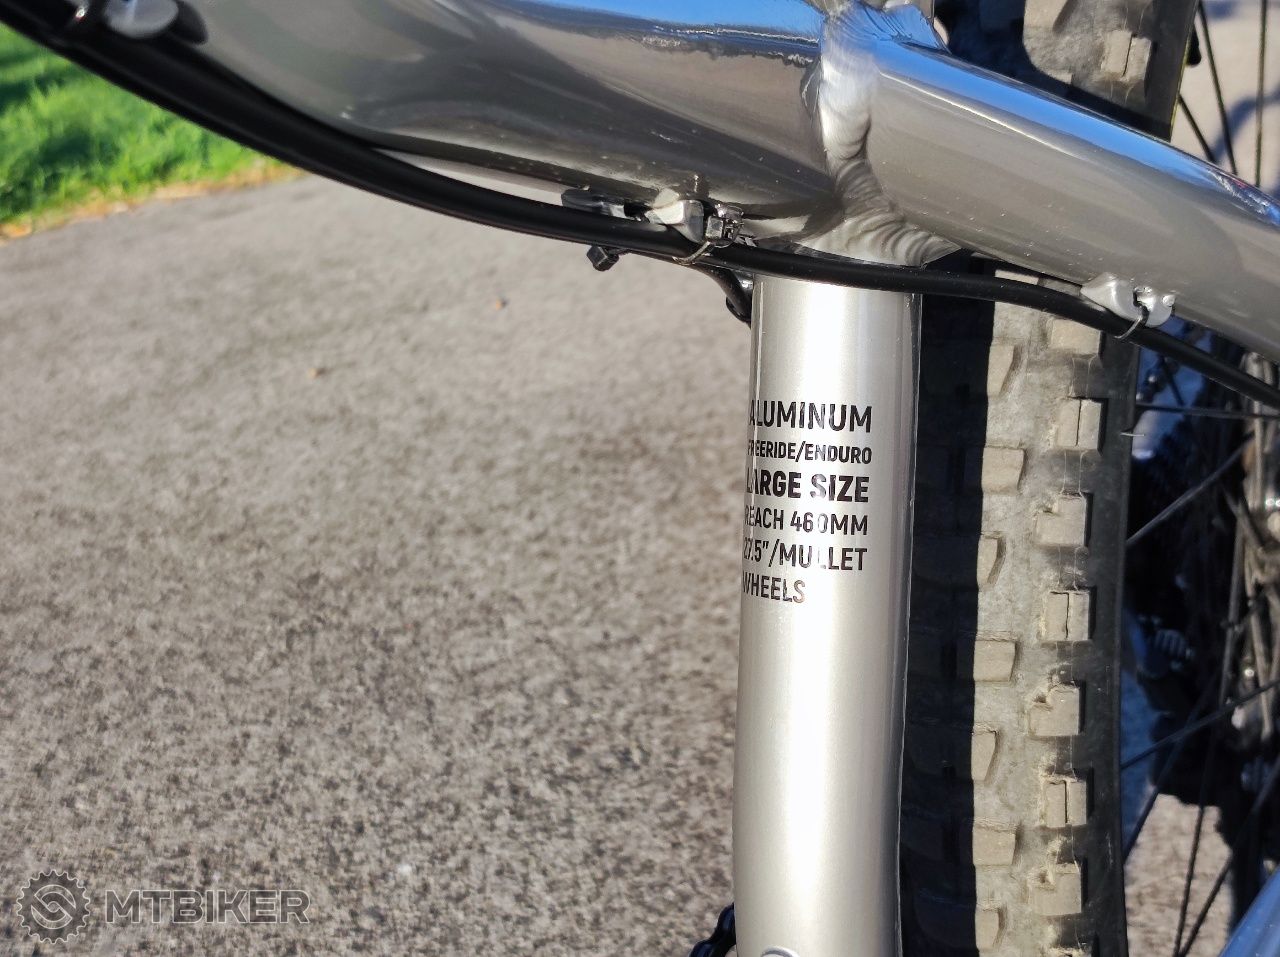 ALUMINUM
FREERIDE/ENDURO
LARGE SIZE
REACH 460MM
27.5"/MULLET
WHEELS
MTBIKER